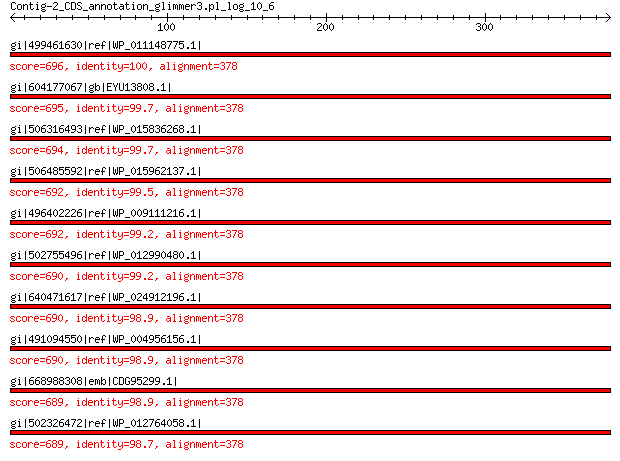 Contig-2_CDS_annotation_glimmer3.pl_log_10_6
100 200 300
gi|499461630|ref|WP_011148775.1|
score=696, identity=100, alignment=378
gi|604177067|gb|EYU13808.1|
score=695, identity=99.7, alignment=378
gi|506316493|ref|WP_015836268.1|
score=694, identity=99.7, alignment=378
gi|506485592|ref|WP_015962137.1|
score=692, identity=99.5, alignment=378
gi|496402226|ref|WP_009111216.1|
score=692, identity=99.2, alignment=378
gi|502755496|ref|WP_012990480.1|
score=690, identity=99.2, alignment=378
gi|640471617|ref|WP_024912196.1|
score=690, identity=98.9, alignment=378
gi|491094550|ref|WP_004956156.1|
score=690, identity=98.9, alignment=378
gi|668988308|emb|CDG95299.1|
score=689, identity=98.9, alignment=378
gi|502326472|ref|WP_012764058.1|
score=689, identity=98.7, alignment=378